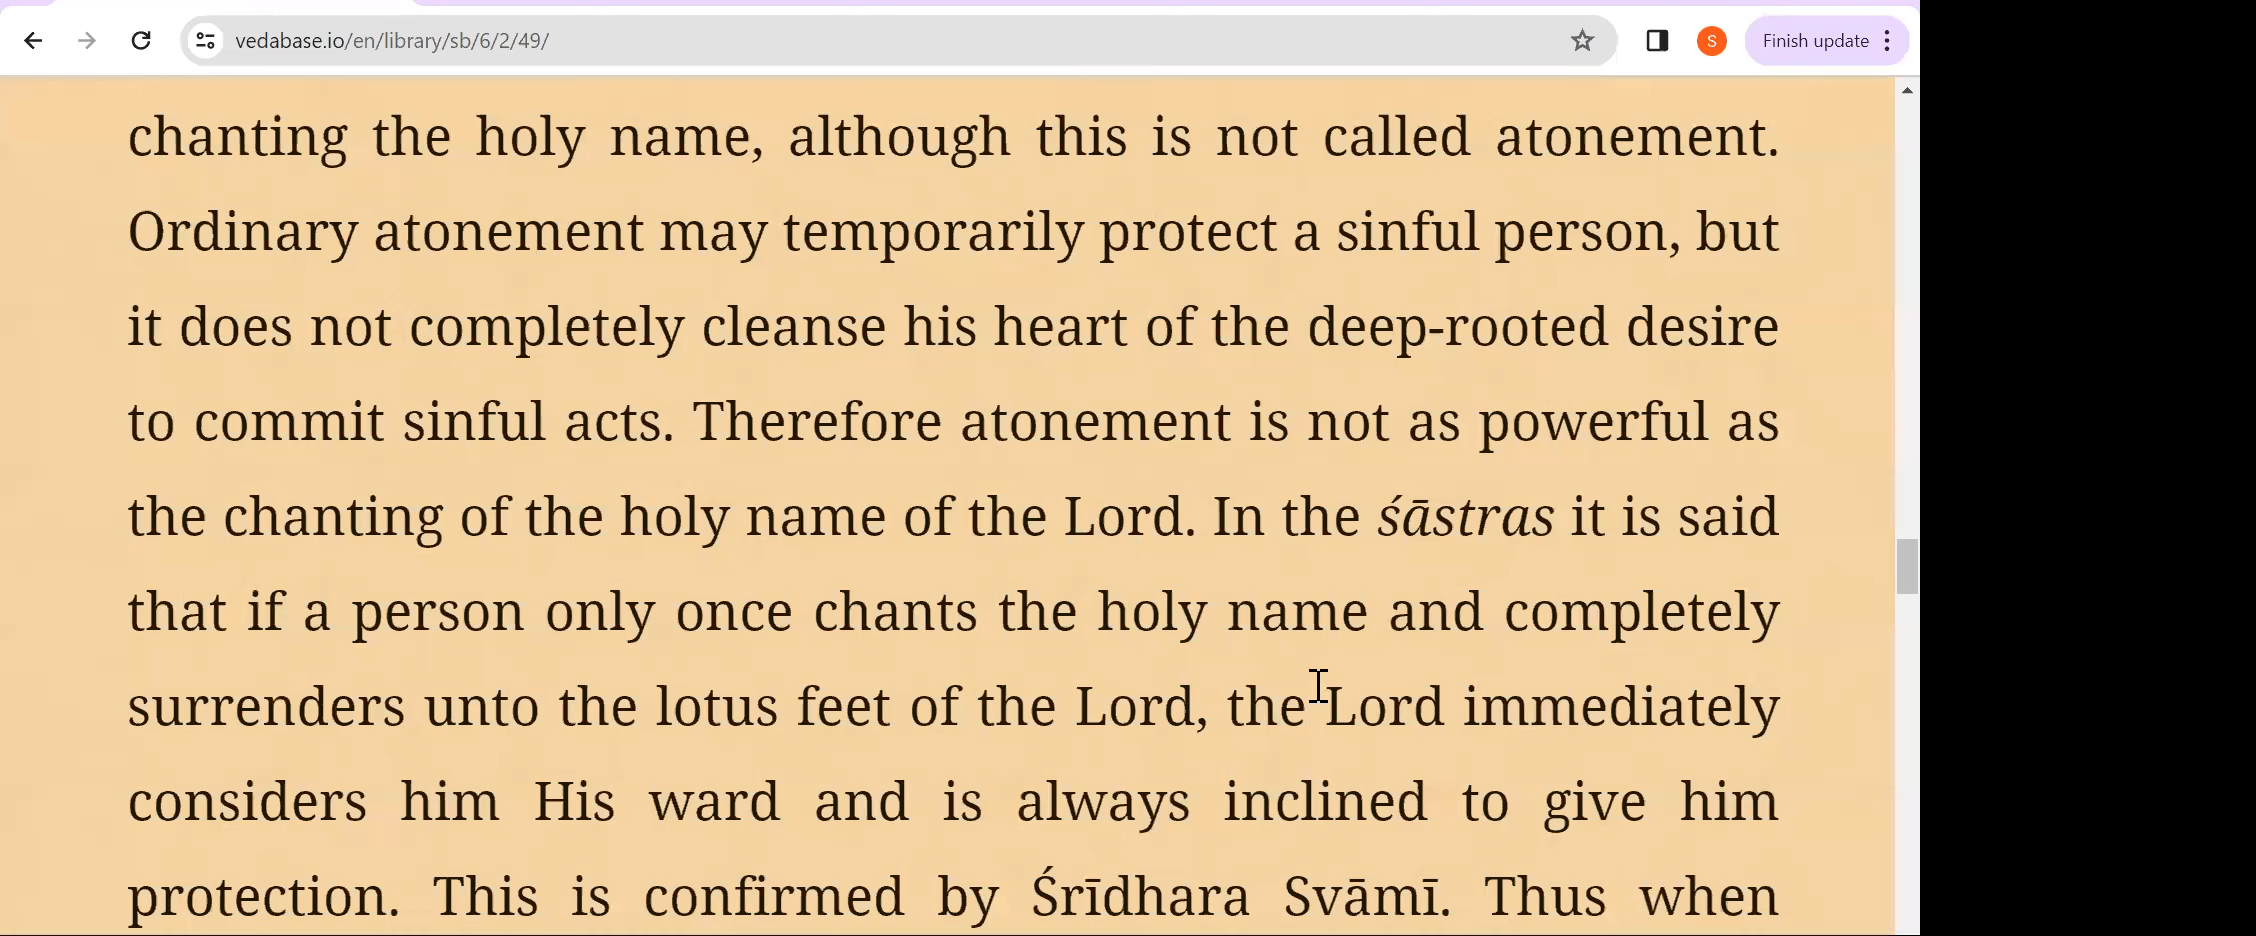 vedabase.io/en/library/sb/6/2/49/
S
Finish update
chanting the holy name, although this is not called atonement.
Ordinary atonement may temporarily protect a sinful person, but
it does not completely cleanse his heart of the deep-rooted desire
to commit sinful acts. Therefore atonement is not as powerful as
the chanting of the holy name of the Lord. In the śāstras it is said
that if a person only once chants the holy name and completely
surrenders unto the lotus feet of the Lord, the Lord immediately
considers him His ward and is always inclined to give him
protection. This is confirmed by Śrīdhara Svāmī. Thus when